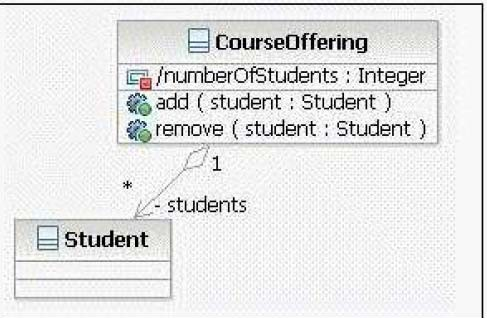 CourseOffering
/numberOfStudents : Integer
add ( student : Student )
remove ( student : Student )
1
*
- students
Student